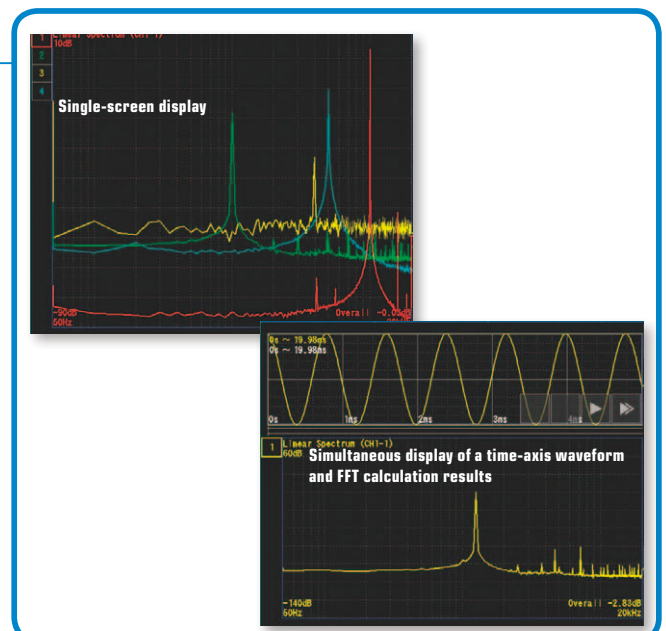 1
Linear Spectrum (CH1-1)
10dB
2
3
4
Single-screen display
-90dB
50Hz
Overall -0.05dB
0s ~ 19.98ms
0s ~ 19.98ms
0s 1ms 2ms 3ms 4ms
1
Linear Spectrum (CH1-1)
60dB
Simultaneous display of a time-axis waveform
and FFT calculation results
-140dB
50Hz
Overall -2.83dB
20kHz